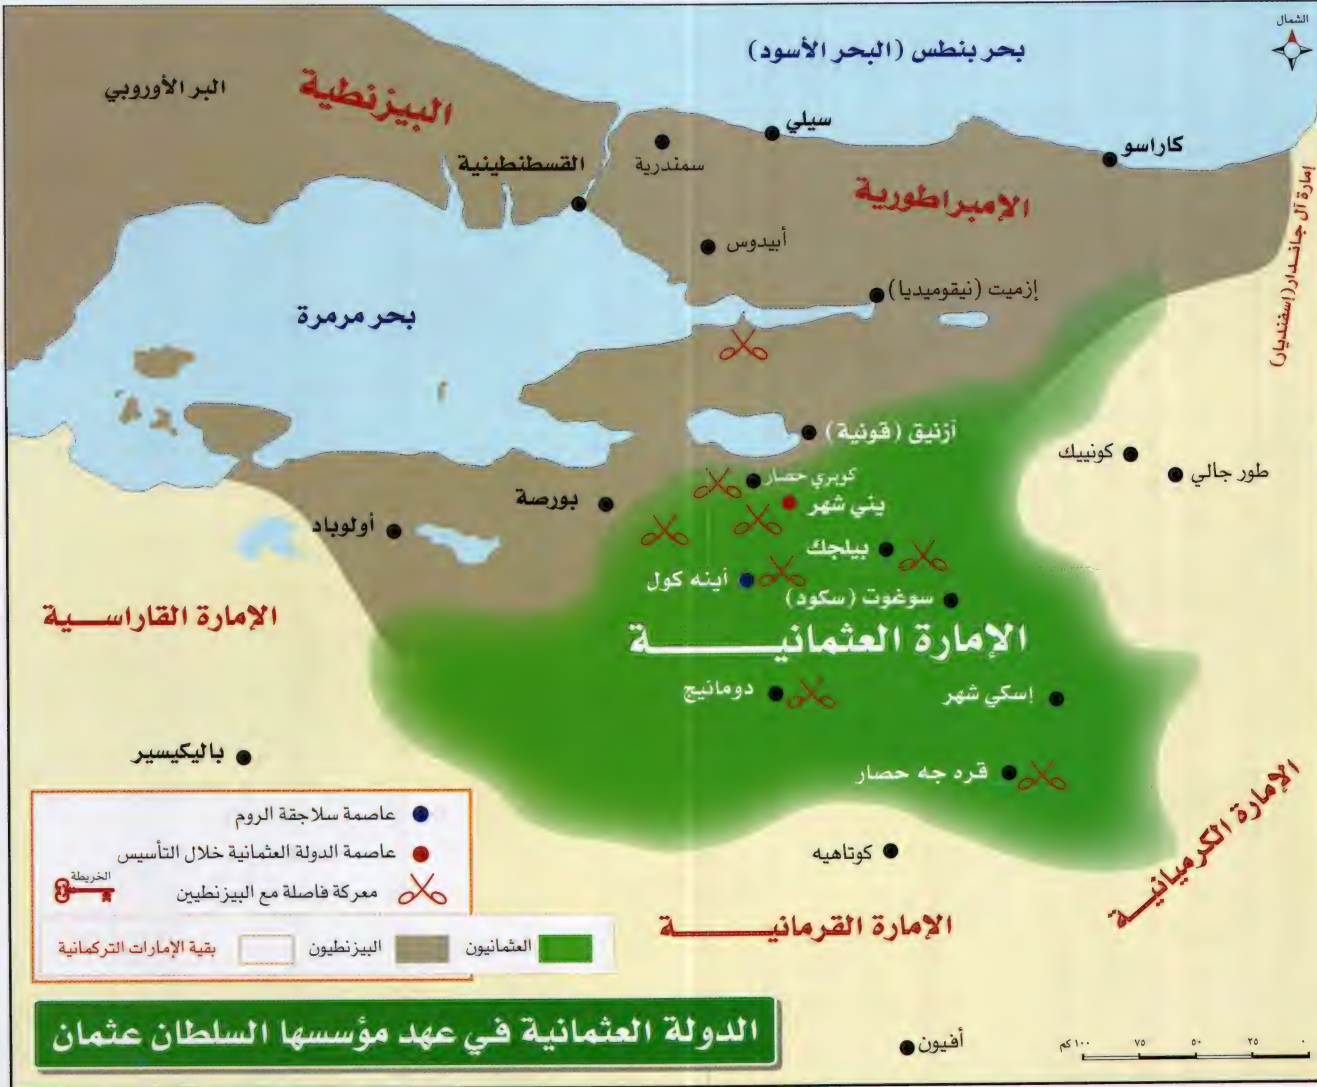 الشمال
بحر بنطس (البحر الأسود)
البر الأوروبي
البيزنطية
سيلي
كاراسو
سمندرية
القسطنطينية
الإمبراطورية
إمارة آل جاندار (إسفنديار)
أبيدوس
إزميت (نيقوميديا)
بحر مرمرة
أزنيق (قونية)
كونييك
طور جالي
كوبري حصار
يني شهر
بورصة
أولوباد
بيلجك
أينه كول
سوغوت (سكود)
الإمارة القاراسية
الإمارة العثمانية
دومانيج
إسكي شهر
باليكيسير
قره جه حصار
الإمارة الكرميانية
كوتاهيه
الإمارة القرمانية
عاصمة سلاجقة الروم
عاصمة الدولة العثمانية خلال التأسيس
معركة فاصلة مع البيزنطيين
الخريطة
العثمانيون
البيزنطيون
بقية الإمارات التركمانية
الدولة العثمانية في عهد مؤسسها السلطان عثمان
أفيون
٠ ٢٥ ٥٠ ٧٥ ١٠٠ كم